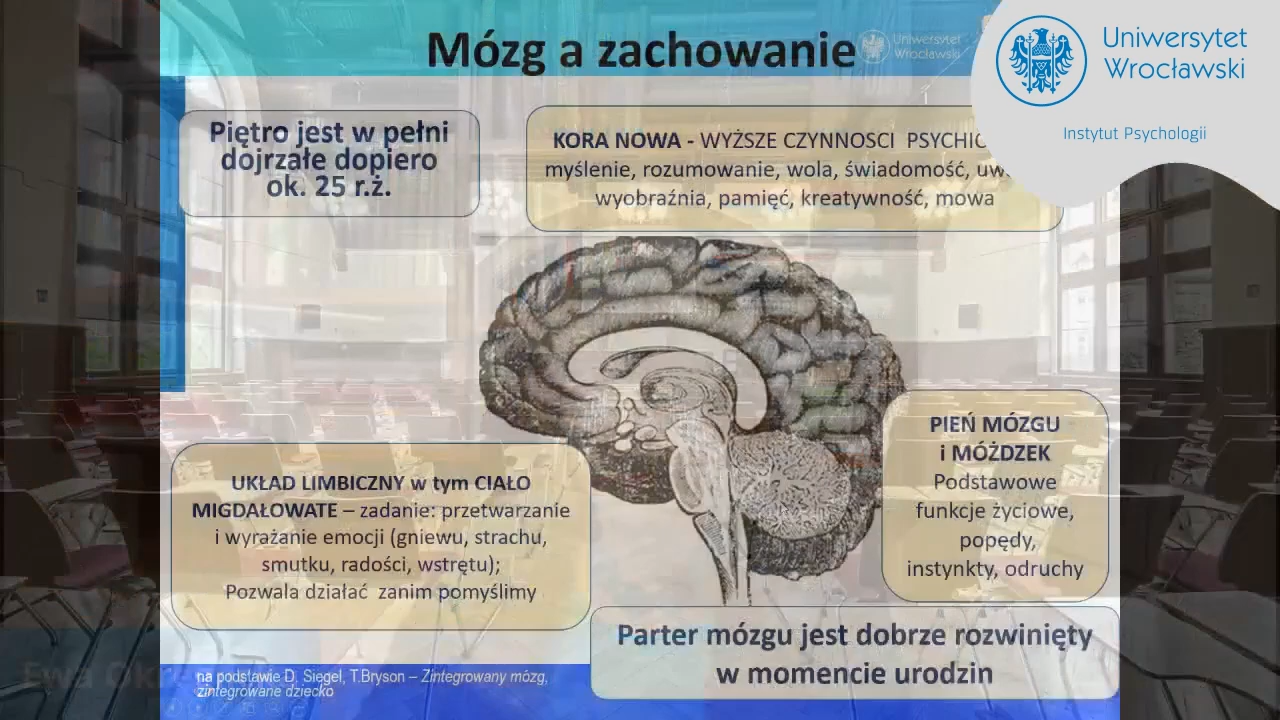 Mózg a zachowanie
Uniwersytet
Wrocławski
Uniwersytet
Wrocławski
Instytut Psychologii
Piętro jest w pełni
dojrzałe dopiero
ok. 25 r.ż.
KORA NOWA - WYŻSZE CZYNNOSCI
myślenie, rozumowanie, wola, świadomość,
wyobraźnia, pamięć, kreatywność, mowa
UKŁAD LIMBICZNY w tym CIAŁO
MIGDAŁOWATE – zadanie: przetwarzanie
i wyrażanie emocji (gniewu, strachu,
smutku, radości, wstrętu);
Pozwala działać zanim pomyślimy
PIEŃ MÓZGU
i MÓŻDZEK
Podstawowe
funkcje życiowe,
popędy,
instynkty, odruchy
Parter mózgu jest dobrze rozwinięty
w momencie urodzin
Ewa
na podstawie D. Siegel, T.Bryson – Zintegrowany mózg,
zintegrowane dziecko